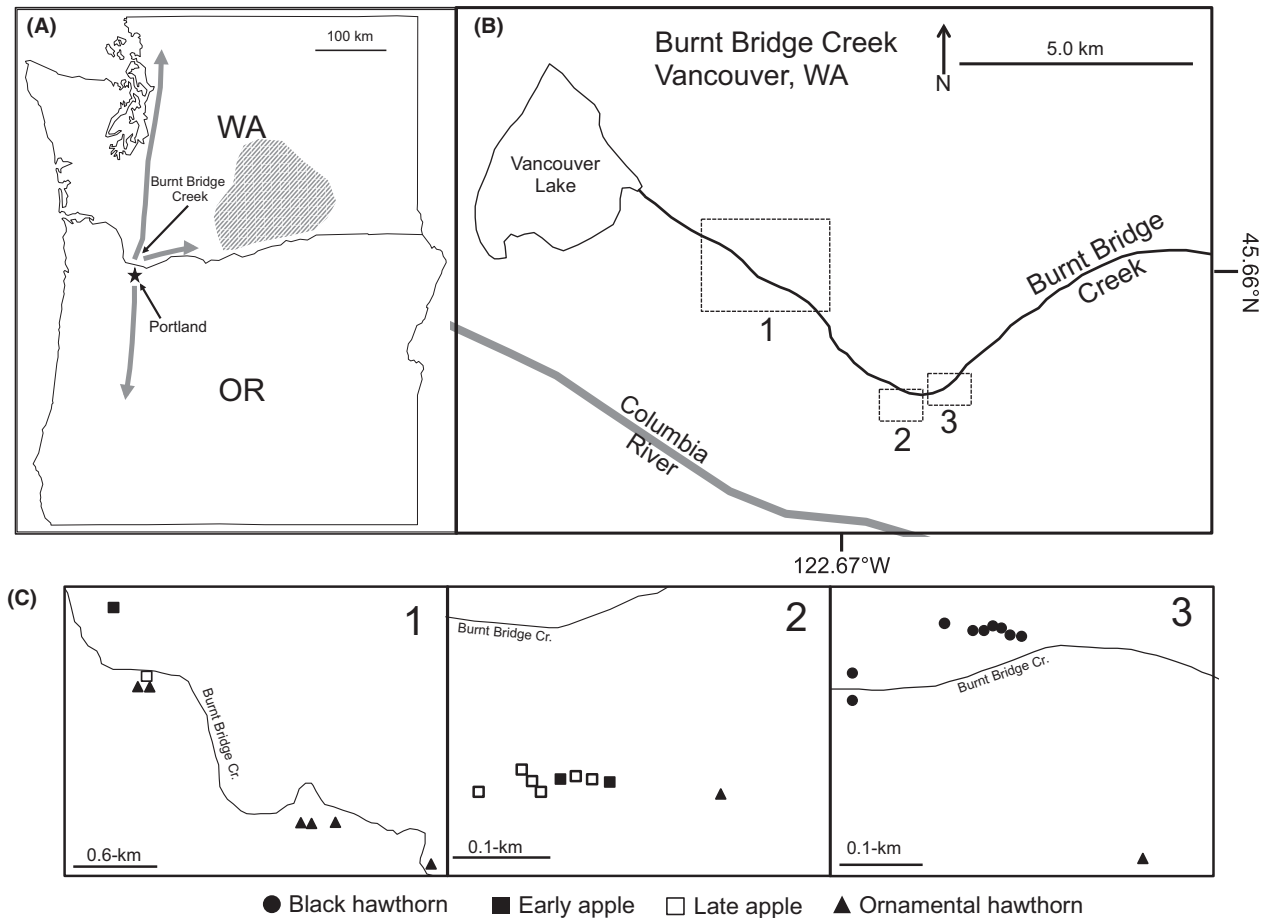 (A)
100 km
WA
Burnt Bridge
Creek
Portland
OR
(B)
Burnt Bridge Creek
Vancouver, WA
N
5.0 km
Vancouver
Lake
1
2
3
Burnt Bridge
Creek
Columbia
River
45.66°N
122.67°W
(C)
1
Burnt Bridge Cr.
0.6-km
2
Burnt Bridge Cr.
0.1-km
3
Burnt Bridge Cr.
0.1-km
Black hawthorn
Early apple
Late apple
Ornamental hawthorn